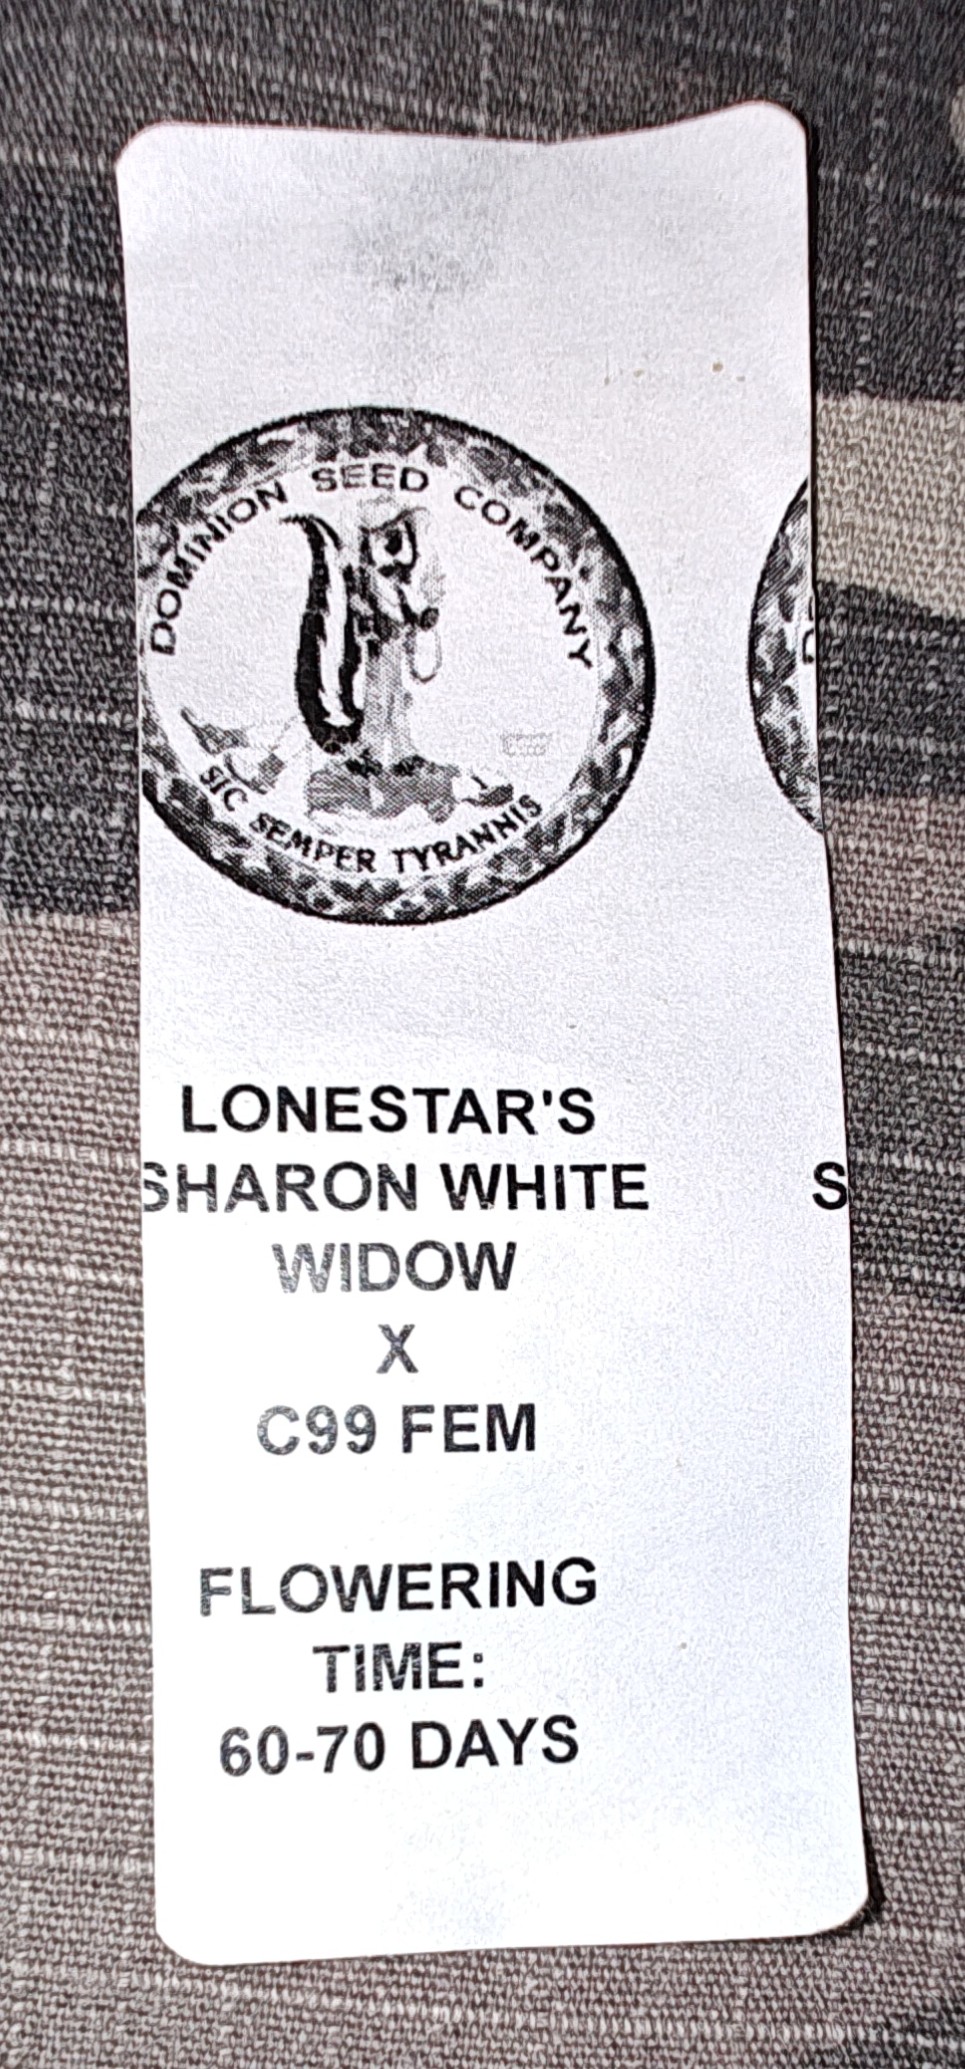 DOMINION SEED COMPANY
SIC SEMPER TYRANNIS
LONESTAR'S
SHARON WHITE
WIDOW
X
C99 FEM
FLOWERING
TIME:
60-70 DAYS
S